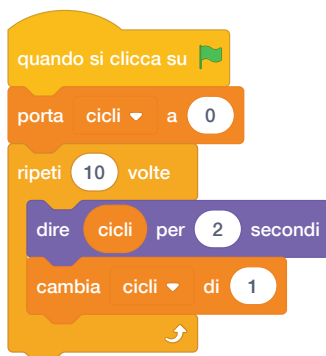 quando si clicca su
porta cicli a 0
ripeti 10 volte
dire cicli per 2 secondi
cambia cicli di 1